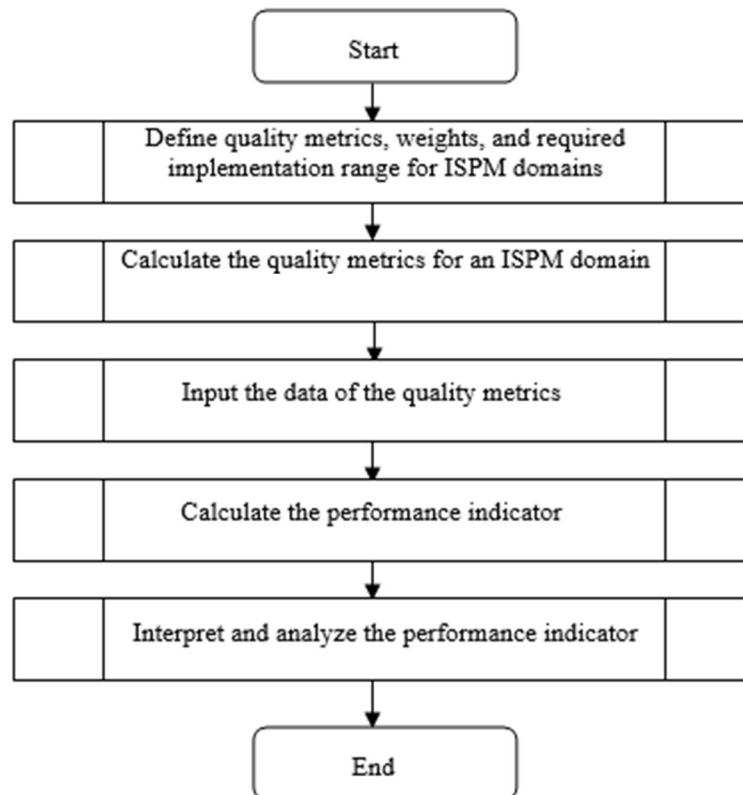 Start
Define quality metrics, weights, and required
implementation range for ISPM domains
Calculate the quality metrics for an ISPM domain
Input the data of the quality metrics
Calculate the performance indicator
Interpret and analyze the performance indicator
End